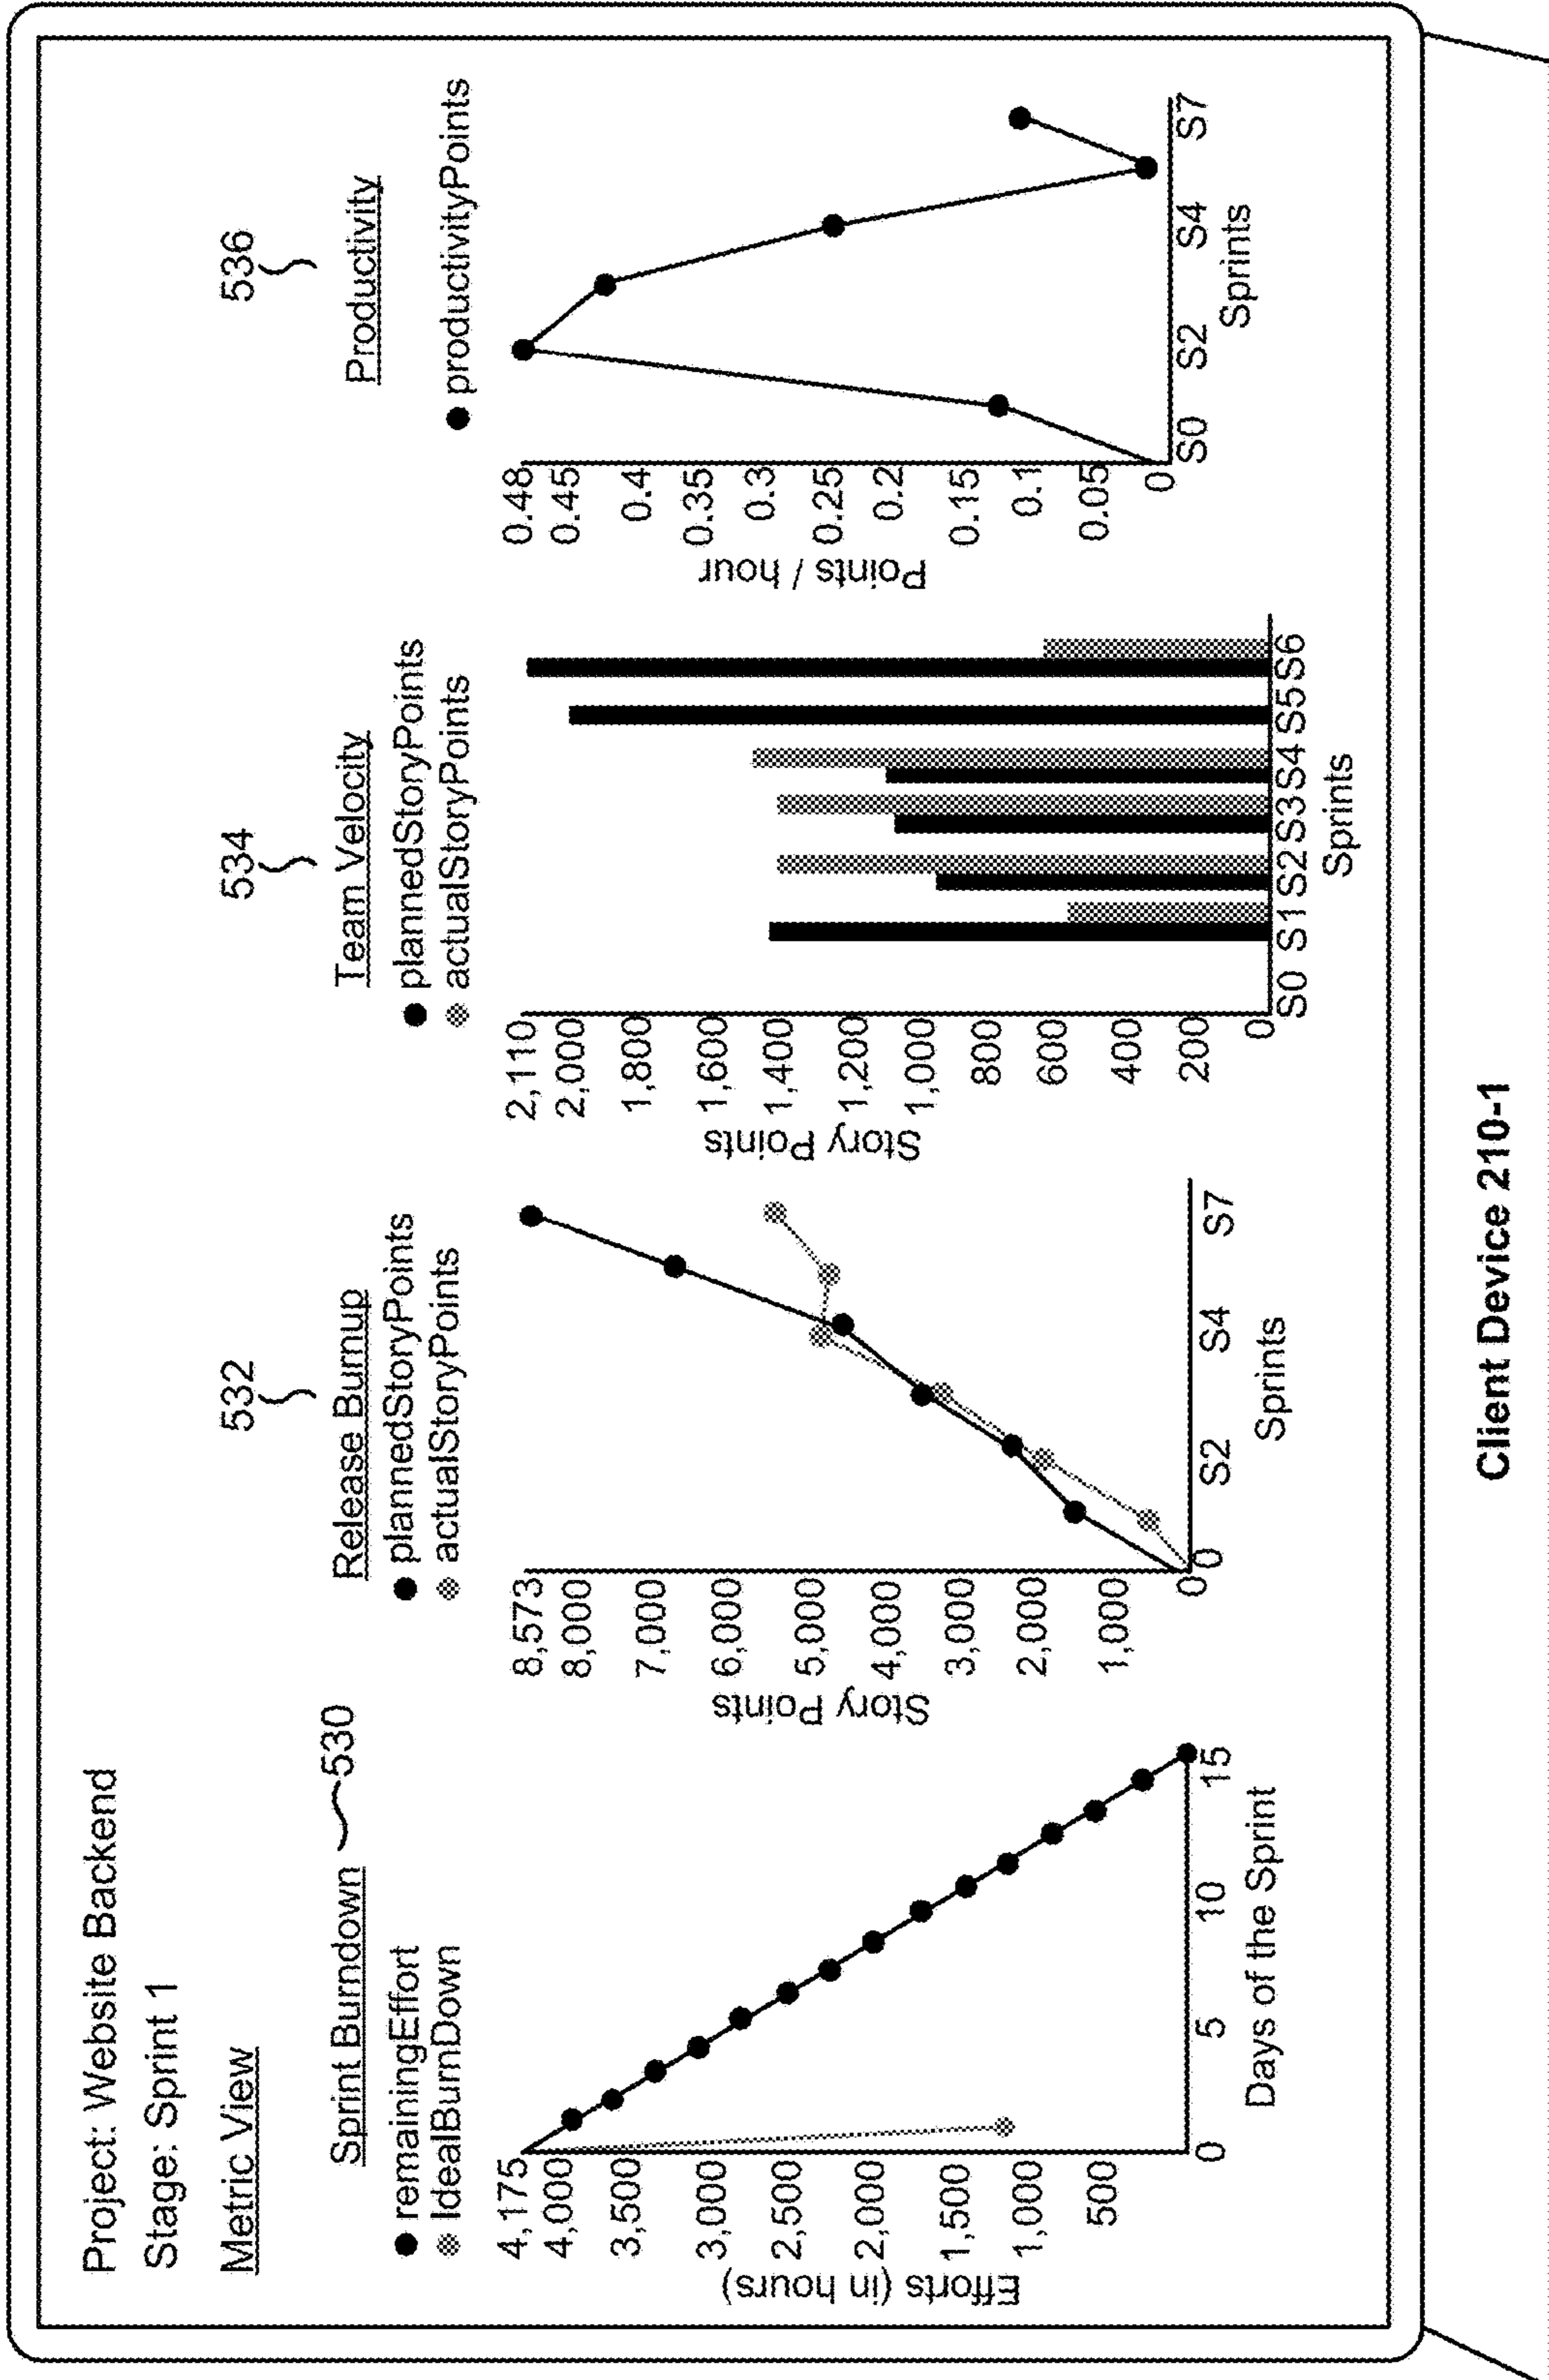 Project: Website Backend
Stage: Sprint 1
Metric View
Sprint Burndown
530
remainingEffort
IdealBurnDown
4,175
4,000
3,500
3,000
2,500
2,000
1,500
1,000
500
Efforts (in hours)
0 5 10 15
Days of the Sprint
532
Release Burnup
plannedStoryPoints
actualStoryPoints
8,573
8,000
7,000
6,000
5,000
4,000
3,000
2,000
1,000
0
Story Points
0 S2 S4 S7
Sprints
534
Team Velocity
plannedStoryPoints
actualStoryPoints
2,110
2,000
1,800
1,600
1,400
1,200
1,000
800
600
400
200
0
Story Points
S0 S1 S2 S3 S4 S5 S6
Sprints
536
Productivity
productivityPoints
0.48
0.45
0.4
0.35
0.3
0.25
0.2
0.15
0.1
0.05
0
Points / hour
S0 S2 S4 S7
Sprints
Client Device 210-1